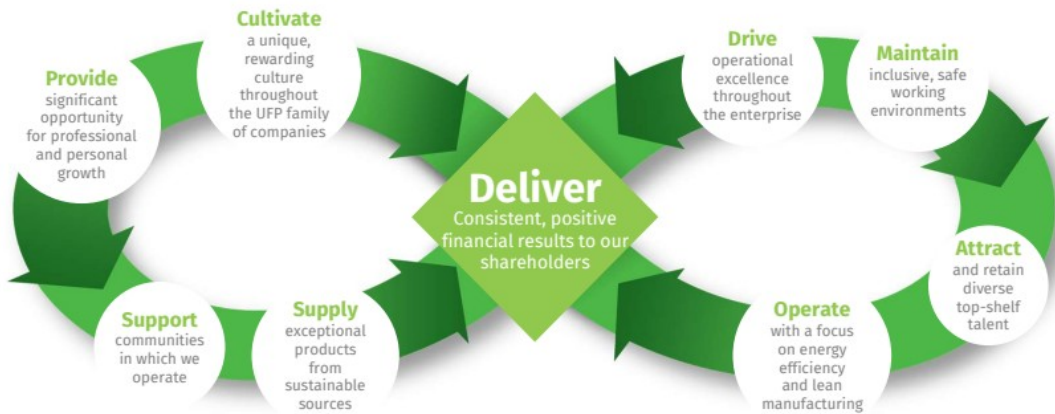 Cultivate
a unique,
rewarding
culture
throughout
the UFP family
of companies
Provide
significant
opportunity
for professional
and personal
growth
Support
communities
in which we
operate
Supply
exceptional
products
from
sustainable
sources
Deliver
Consistent, positive
financial results to our
shareholders
Drive
operational
excellence
throughout
the enterprise
Maintain
inclusive, safe
working
environments
Attract
and retain
diverse
top-shelf
talent
Operate
with a focus
on energy
efficiency
and lean
manufacturing